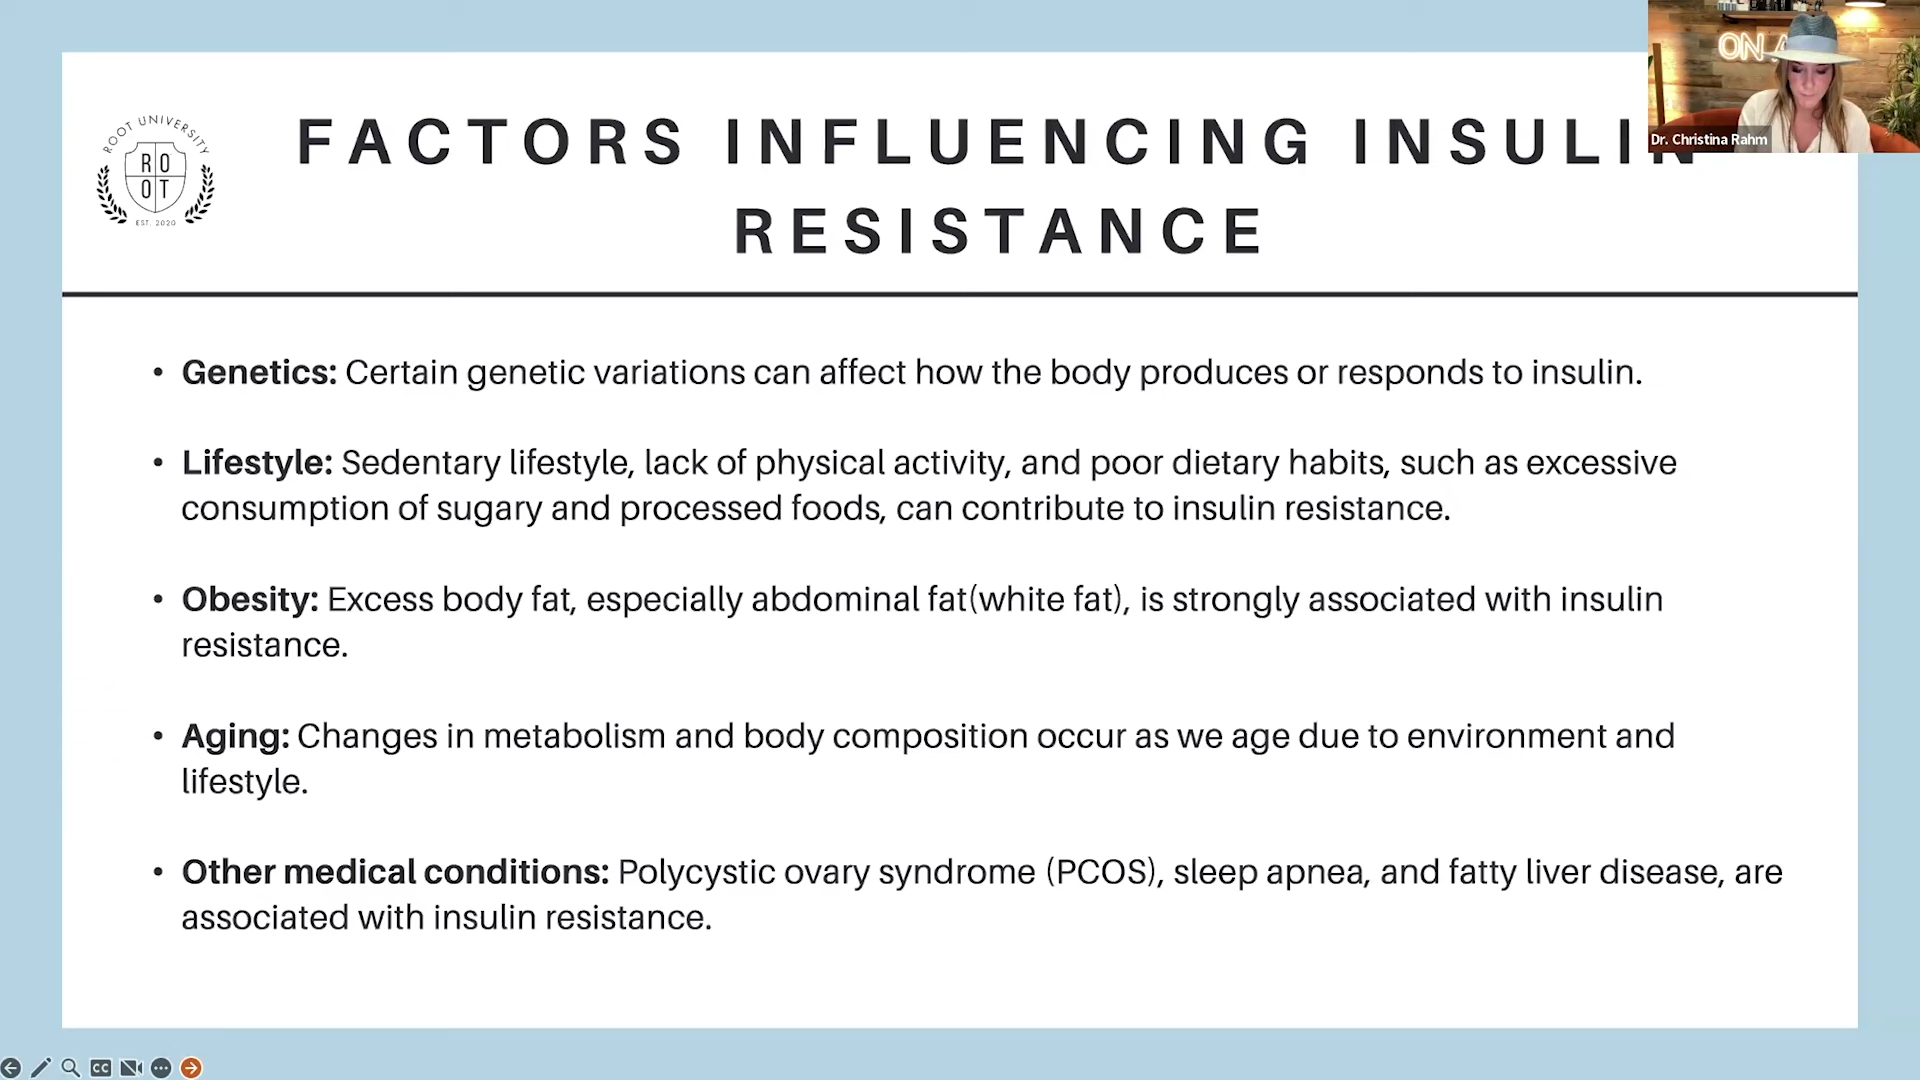 ROOT UNIVERSITY
RO
OT
EST. 2020
FACTORS INFLUENCING INSULIN
RESISTANCE
ON A
Dr. Christina Rahm
• Genetics: Certain genetic variations can affect how the body produces or responds to insulin.
• Lifestyle: Sedentary lifestyle, lack of physical activity, and poor dietary habits, such as excessive
consumption of sugary and processed foods, can contribute to insulin resistance.
• Obesity: Excess body fat, especially abdominal fat(white fat), is strongly associated with insulin
resistance.
• Aging: Changes in metabolism and body composition occur as we age due to environment and
lifestyle.
• Other medical conditions: Polycystic ovary syndrome (PCOS), sleep apnea, and fatty liver disease, are
associated with insulin resistance.
CC